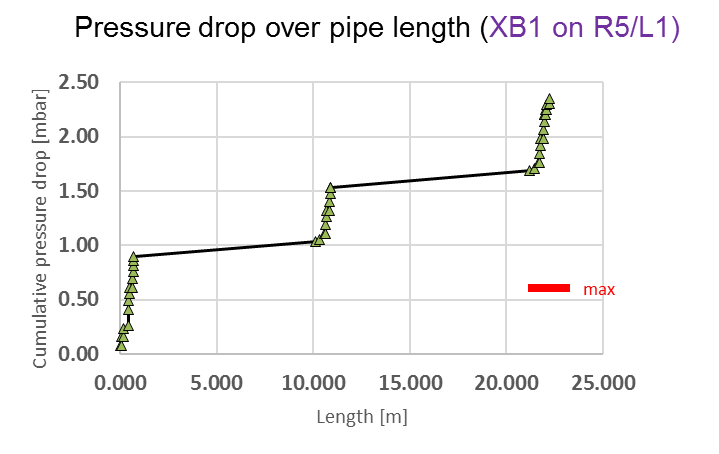 Pressure drop over pipe length (XB1 on R5/L1)
Cumulative pressure drop [mbar]
2.50
2.00
1.50
1.00
0.50
0.00
max
0.000 5.000 10.000 15.000 20.000 25.000
Length [m]